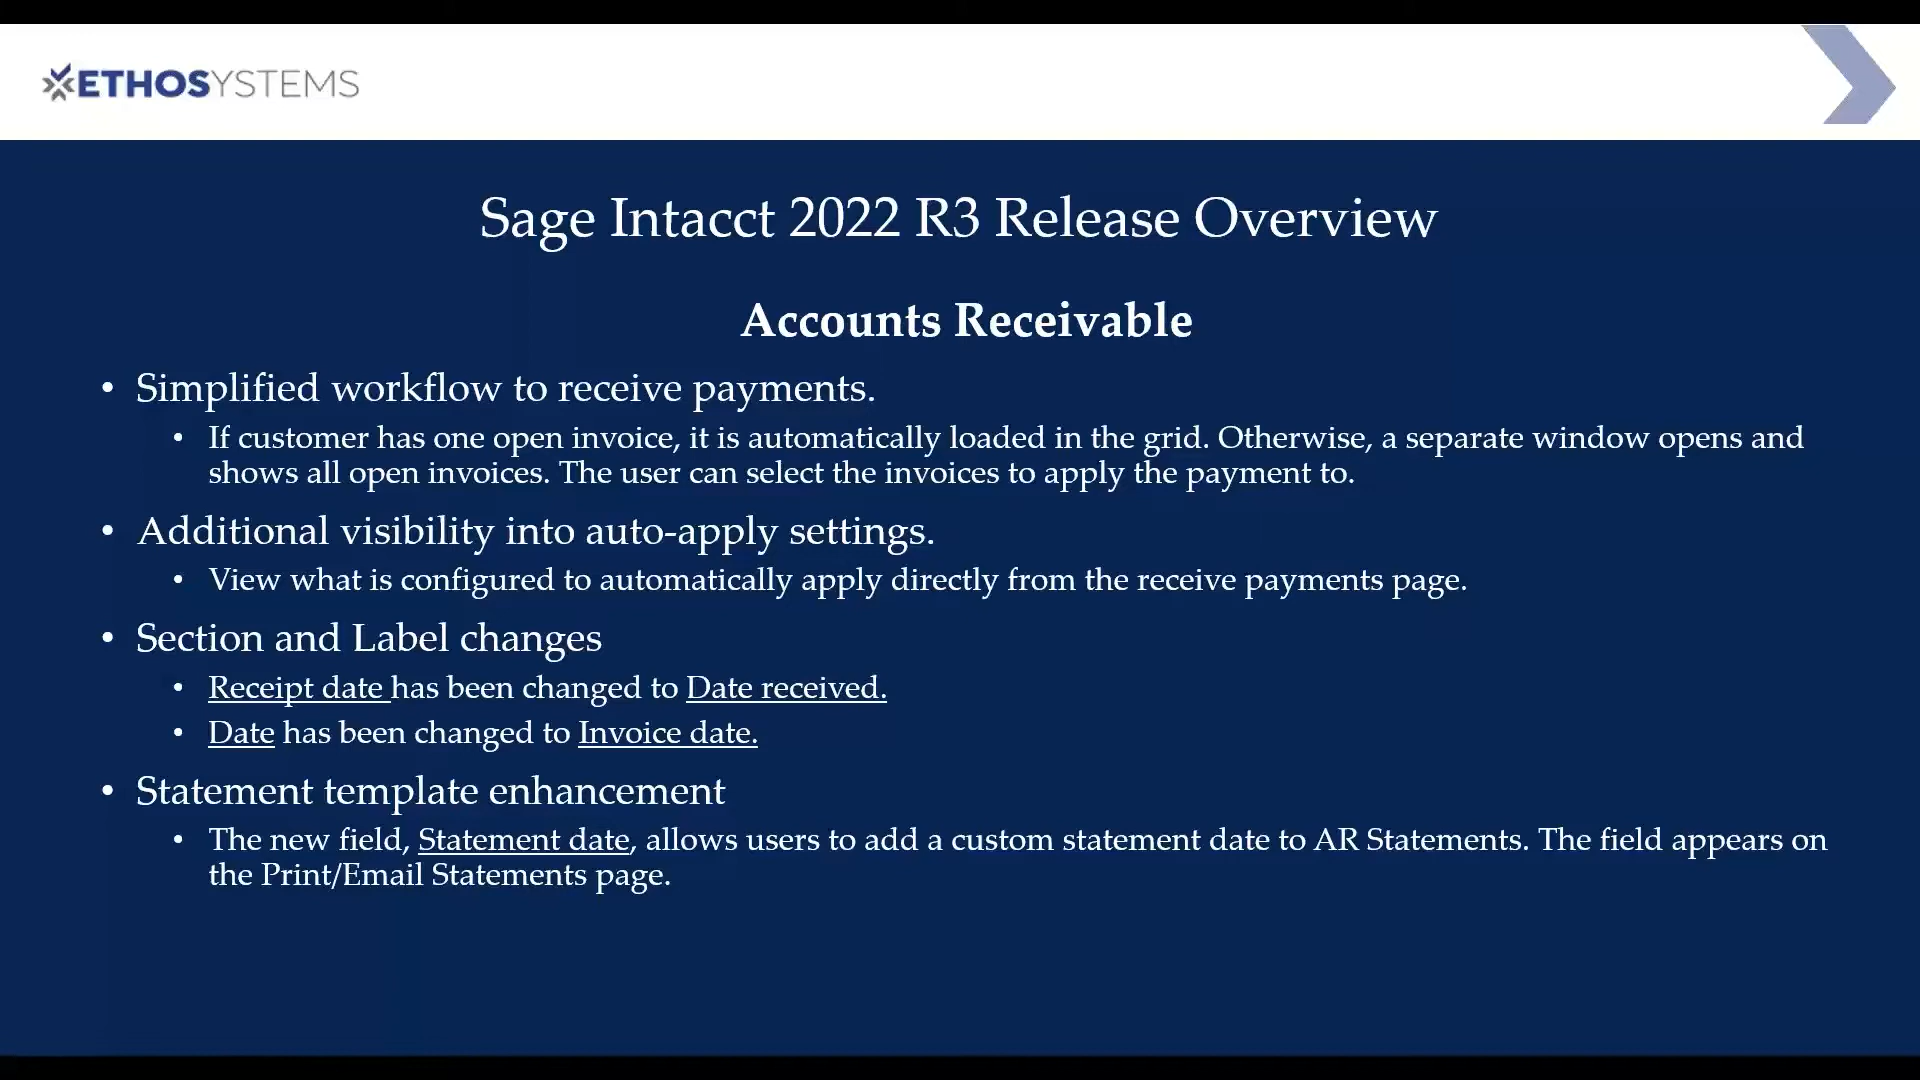 ETHOSYSTEMS
Sage Intacct 2022 R3 Release Overview
Accounts Receivable
• Simplified workflow to receive payments.
• If customer has one open invoice, it is automatically loaded in the grid. Otherwise, a separate window opens and
shows all open invoices. The user can select the invoices to apply the payment to.
• Additional visibility into auto-apply settings.
• View what is configured to automatically apply directly from the receive payments page.
• Section and Label changes
• Receipt date has been changed to Date received.
• Date has been changed to Invoice date.
• Statement template enhancement
• The new field, Statement date, allows users to add a custom statement date to AR Statements. The field appears on
the Print/Email Statements page.